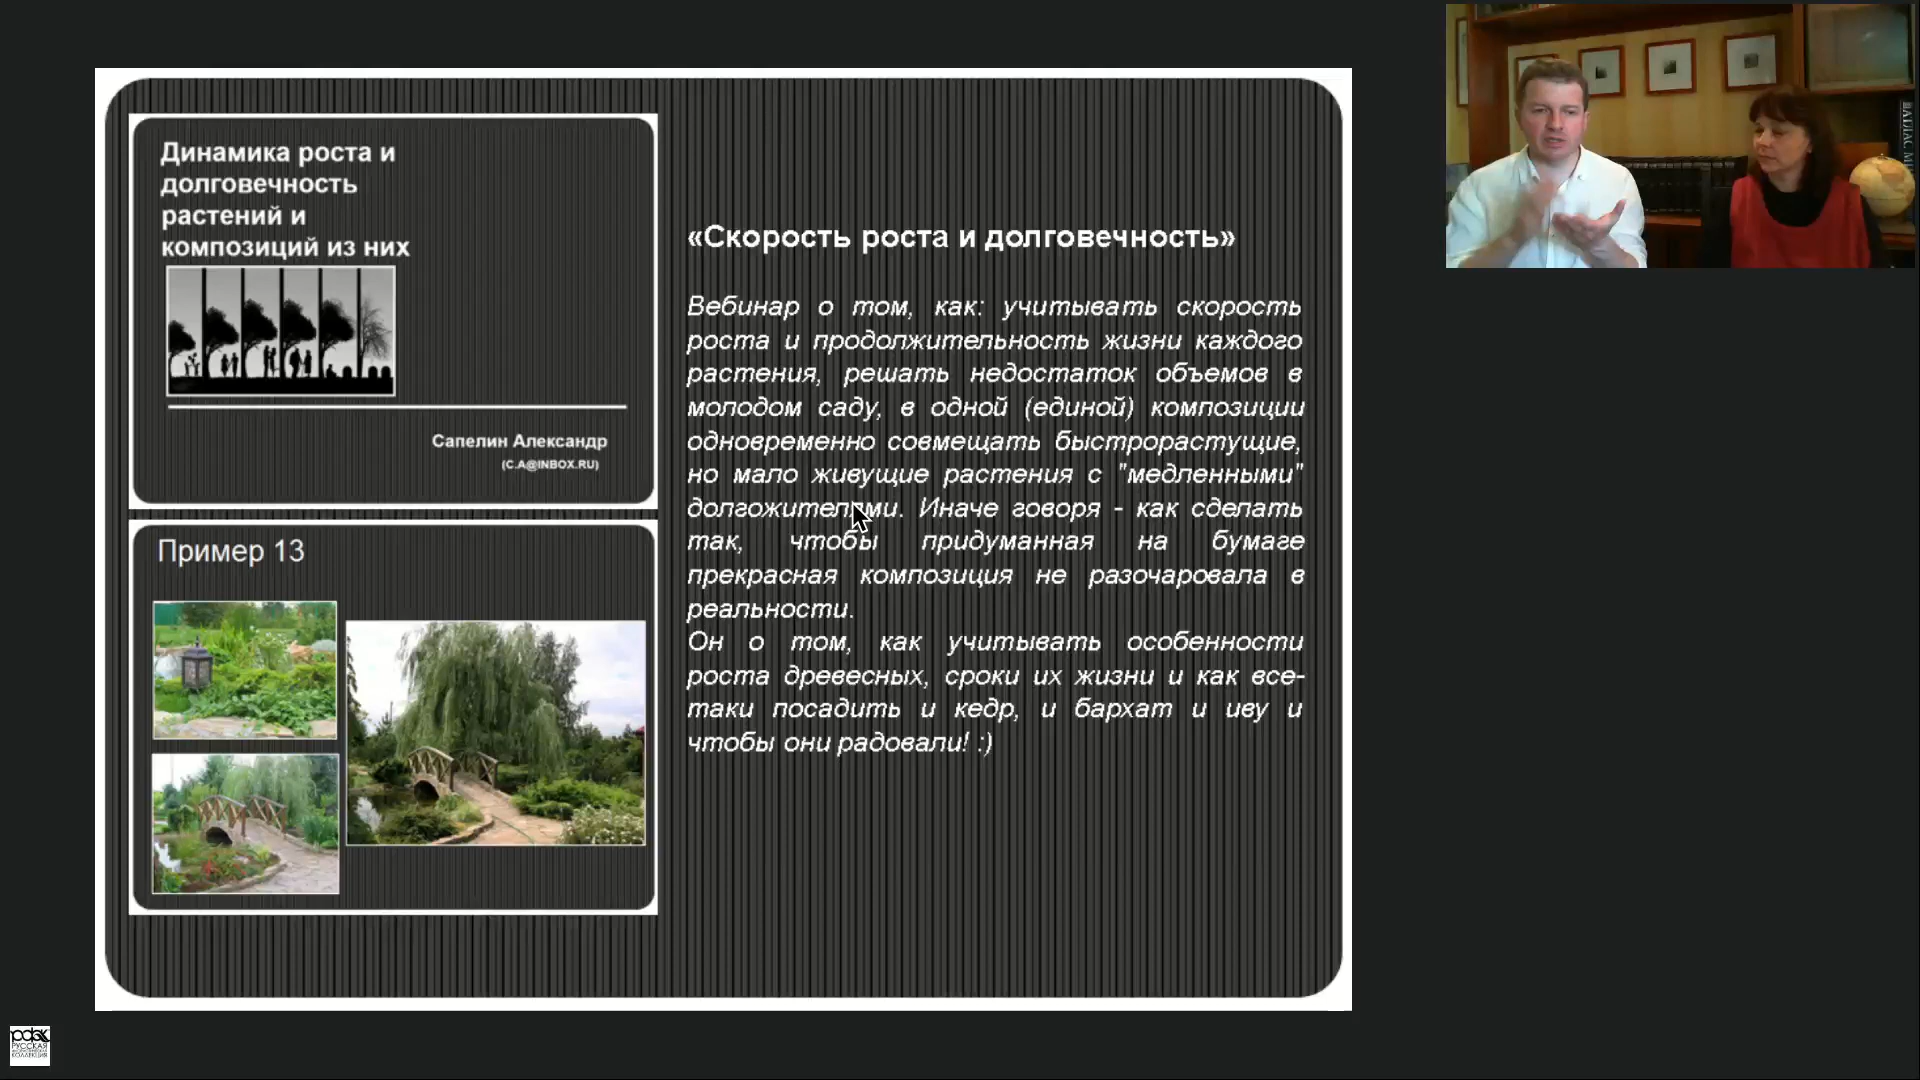 Динамика роста и
долговечность
растений и
композиций из них
Сапелин Александр
(C.A@INBOX.RU)
Пример 13
«Скорость роста и долговечность»
Вебинар о том, как: учитывать скорость
роста и продолжительность жизни каждого
растения, решать недостаток объемов в
молодом саду, в одной (единой) композиции
одновременно совмещать быстрорастущие,
но мало живущие растения с "медленными"
долгожителями. Иначе говоря - как сделать
так, чтобы придуманная на бумаге
прекрасная композиция не разочаровала в
реальности.
Он о том, как учитывать особенности
роста древесных, сроки их жизни и как все-
таки посадить и кедр, и бархат и иву и
чтобы они радовали! :)
АТЛАС
РУССКАЯ
КОЛЛЕКЦИЯ